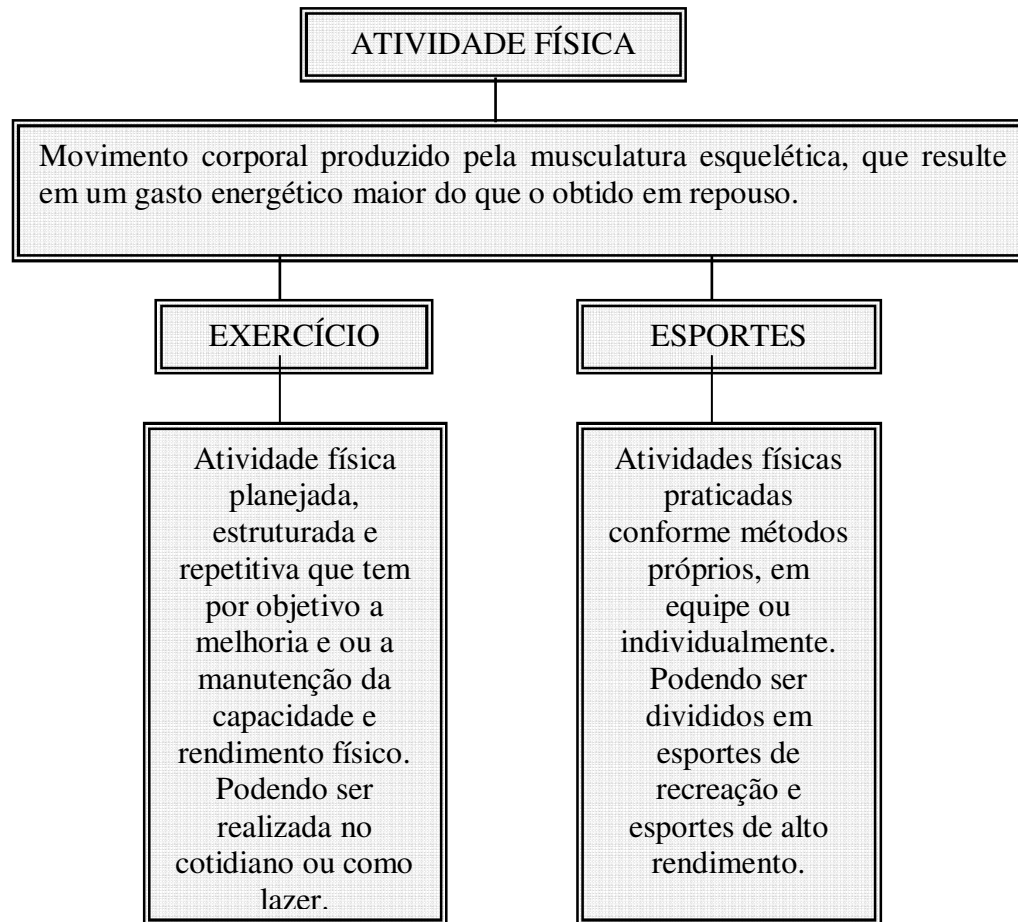 ATIVIDADE FÍSICA
Movimento corporal produzido pela musculatura esquelética, que resulte
em um gasto energético maior do que o obtido em repouso.
EXERCÍCIO
Atividade física
planejada,
estruturada e
repetitiva que tem
por objetivo a
melhoria e ou a
manutenção da
capacidade e
rendimento físico.
Podendo ser
realizada no
cotidiano ou como
lazer.
ESPORTES
Atividades físicas
praticadas
conforme métodos
próprios, em
equipe ou
individualmente.
Podendo ser
divididos em
esportes de
recreação e
esportes de alto
rendimento.